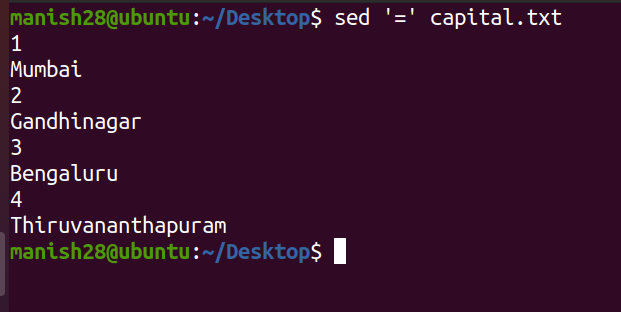 manish28@ubuntu:~/Desktop$ sed '=' capital.txt
1
Mumbai
2
Gandhinagar
3
Bengaluru
4
Thiruvananthapuram
manish28@ubuntu:~/Desktop$